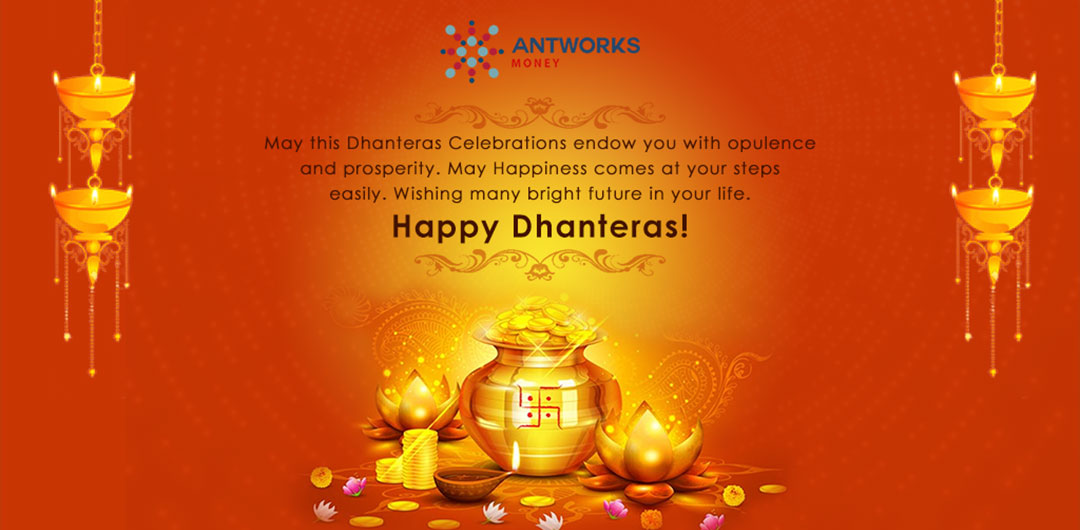 ANTWORKS
MONEY
May this Dhanteras Celebrations endow you with opulence
and prosperity. May Happiness comes at your steps
easily. Wishing many bright future in your life.
Happy Dhanteras!